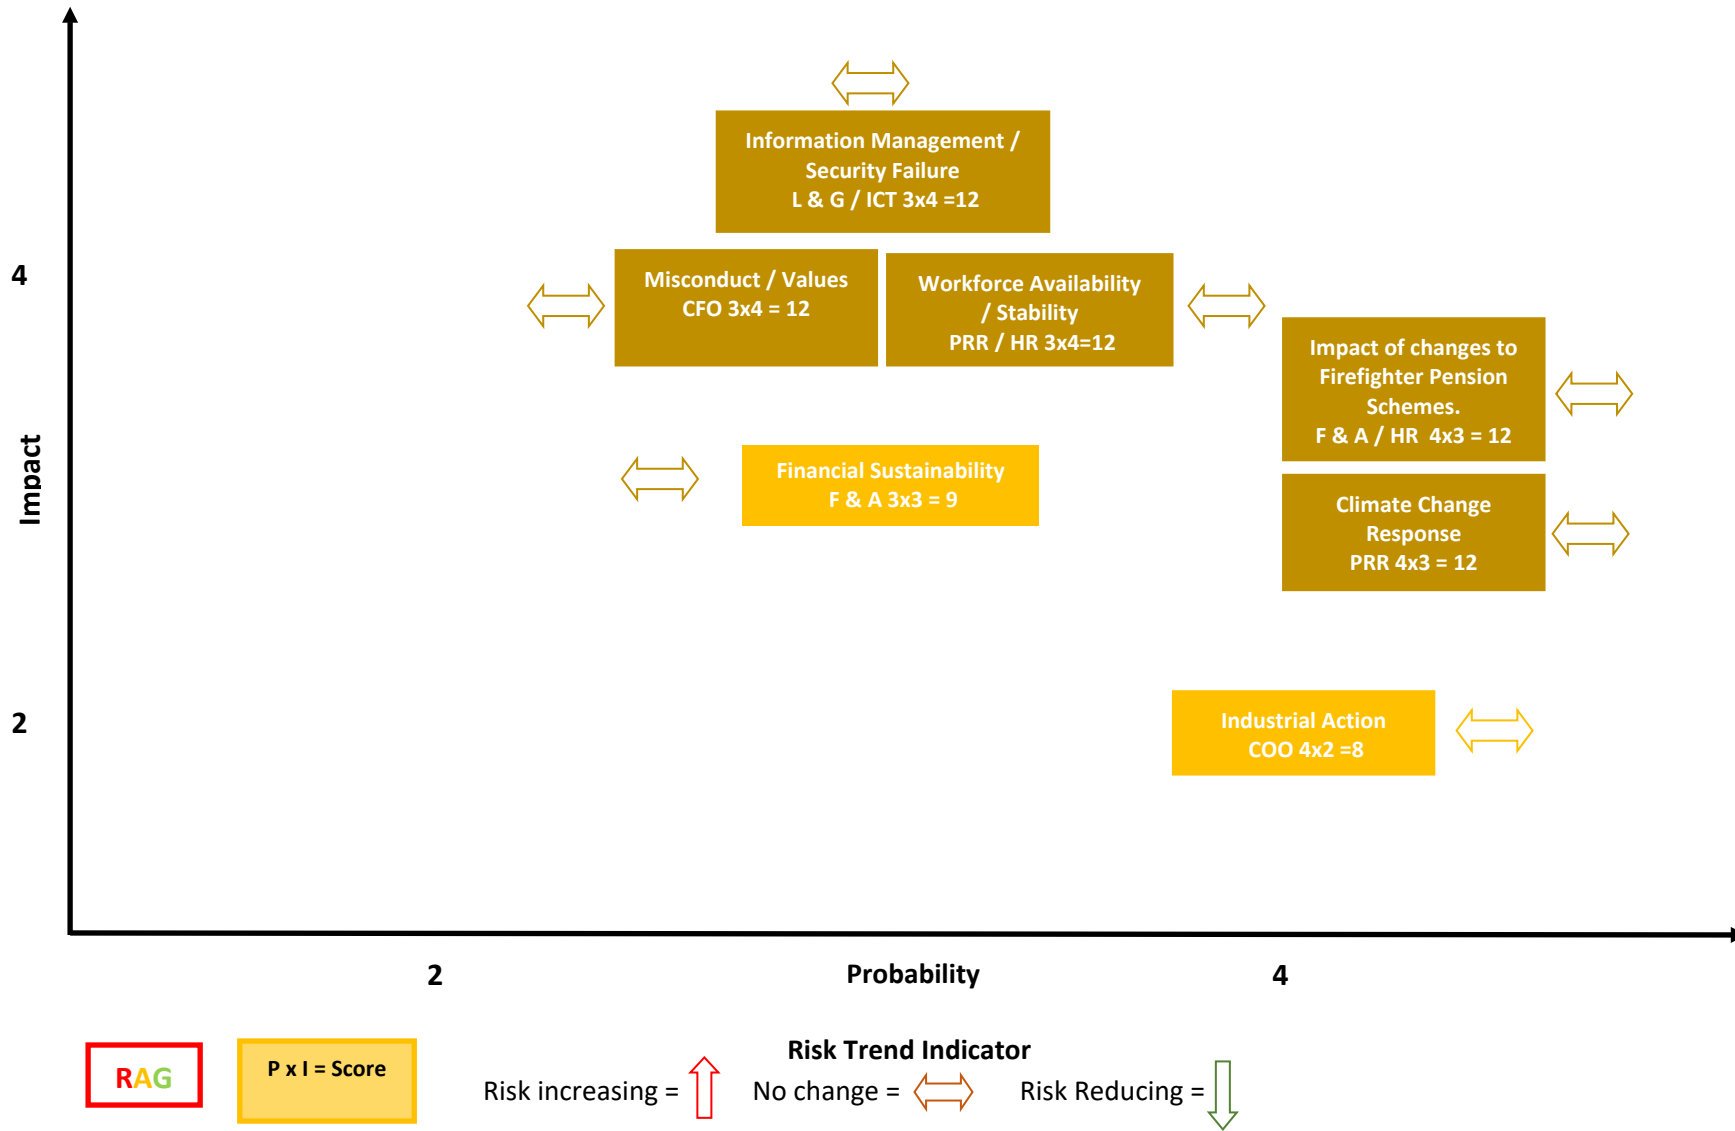 Information Management /
Security Failure
L & G / ICT 3x4 =12
4
Misconduct / Values
CFO 3x4 = 12
Workforce Availability
/ Stability
PRR / HR 3x4=12
Impact of changes to
Firefighter Pension
Schemes.
F & A / HR  4x3 = 12
Impact
Financial Sustainability
F & A 3x3 = 9
Climate Change
Response
PRR 4x3 = 12
2
Industrial Action
COO 4x2 =8
2
Probability
4
RAG
P x I = Score
Risk Trend Indicator
Risk increasing =
No change =
Risk Reducing =